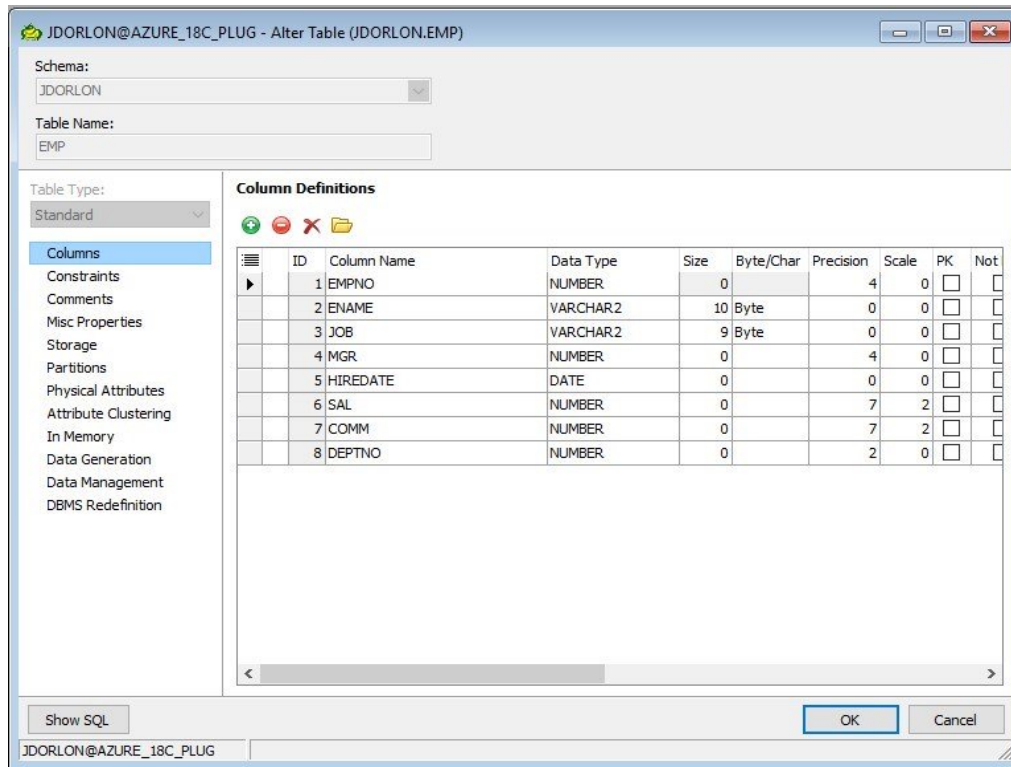 JDORLON@AZURE_18C_PLUG - Alter Table (JDORLON.EMP)
Schema:
JDORLON
Table Name:
EMP
Table Type:
Standard
Columns
Constraints
Comments
Misc Properties
Storage
Partitions
Physical Attributes
Attribute Clustering
In Memory
Data Generation
Data Management
DBMS Redefinition
Column Definitions
ID Column Name Data Type Size Byte/Char Precision Scale PK Not
1 EMPNO NUMBER 0 4 0
2 ENAME VARCHAR2 10 Byte 0 0
3 JOB VARCHAR2 9 Byte 0 0
4 MGR NUMBER 0 4 0
5 HIREDATE DATE 0 0 0
6 SAL NUMBER 0 7 2
7 COMM NUMBER 0 7 2
8 DEPTNO NUMBER 0 2 0
Show SQL OK Cancel
JDORLON@AZURE_18C_PLUG